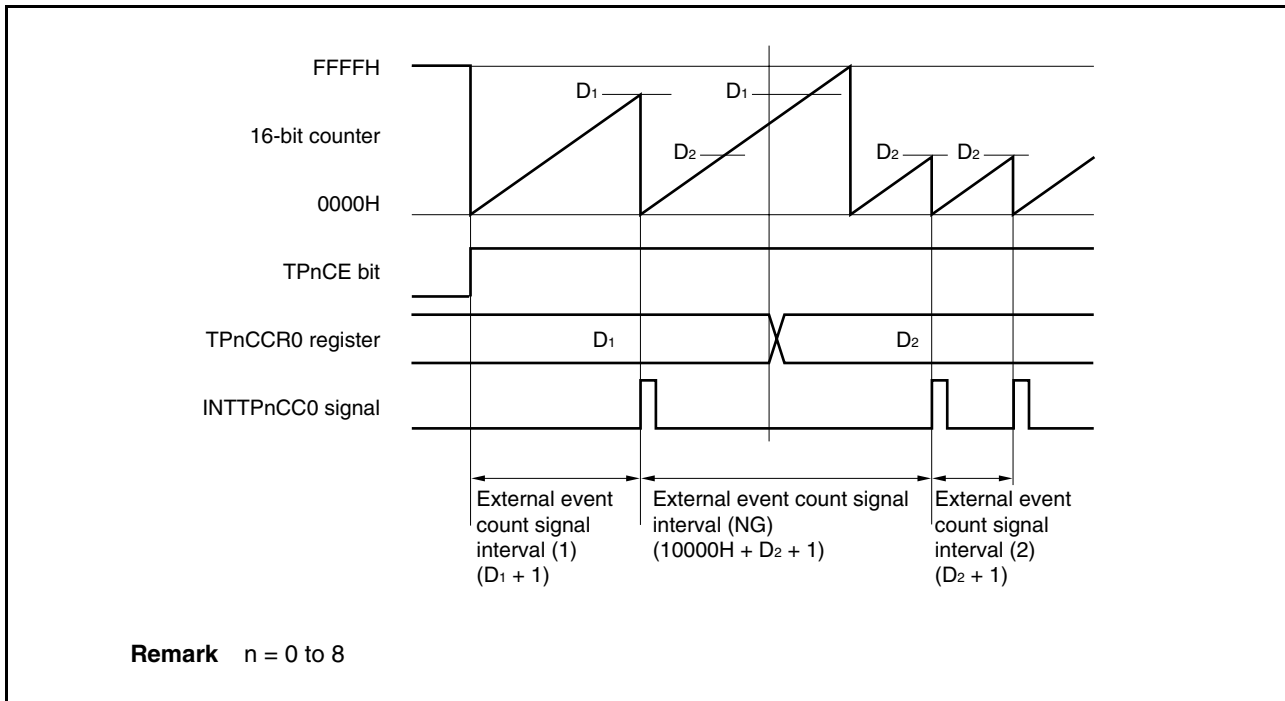 FFFFH
D1
D1
16-bit counter
D2
D2
D2
0000H
TPnCE bit
TPnCCR0 register
D1
D2
INTTPnCC0 signal
External event
count signal
interval (1)
(D1 + 1)
External event count signal
interval (NG)
(10000H + D2 + 1)
External event
count signal
interval (2)
(D2 + 1)
Remark n = 0 to 8